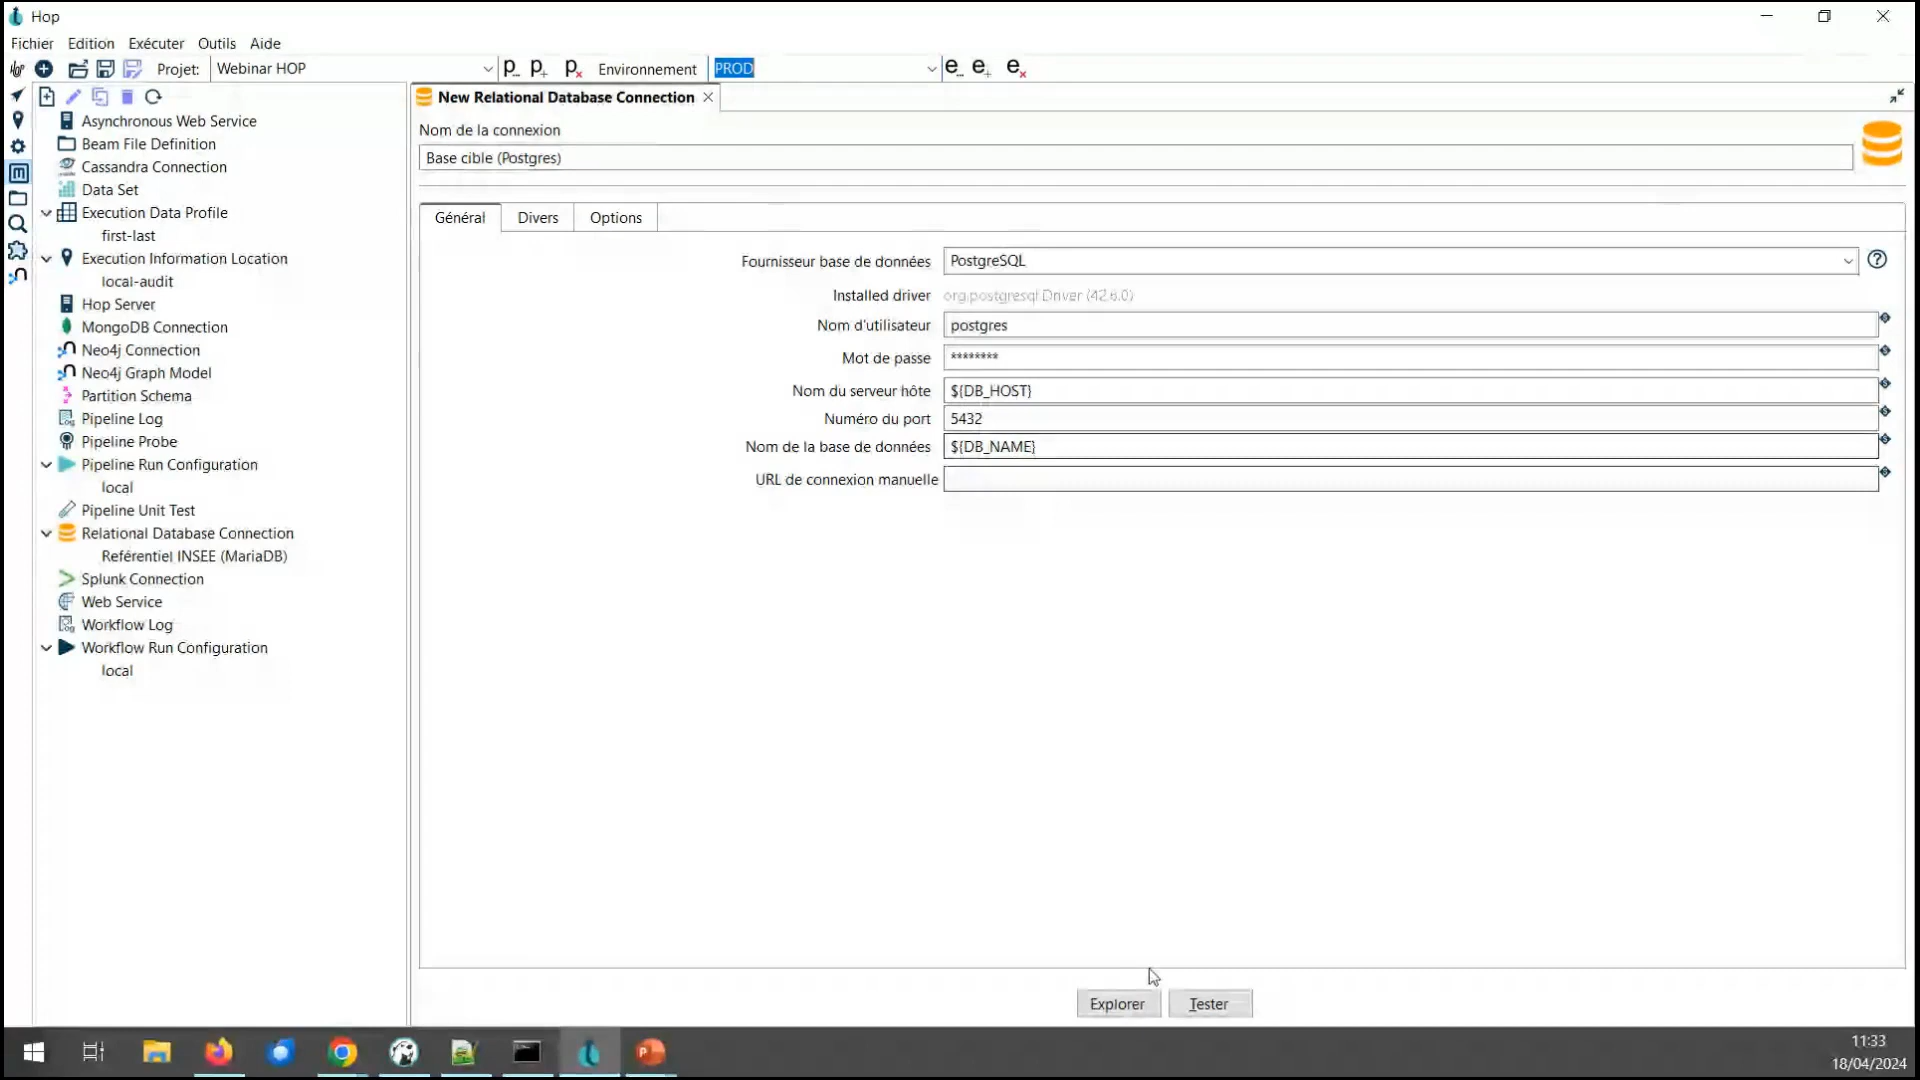 Hop
Fichier Edition Exécuter Outils Aide
Projet: Webinar HOP Environnement PROD
New Relational Database Connection
Nom de la connexion
Base cible (Postgres)
Général Divers Options
Fournisseur base de données PostgreSQL
Installed driver org.postgresql.Driver (42.6.0)
Nom d'utilisateur postgres
Mot de passe ********
Nom du serveur hôte ${DB_HOST}
Numéro du port 5432
Nom de la base de données ${DB_NAME}
URL de connexion manuelle
Explorer Tester
Asynchronous Web Service
Beam File Definition
Cassandra Connection
Data Set
Execution Data Profile
first-last
Execution Information Location
local-audit
Hop Server
MongoDB Connection
Neo4j Connection
Neo4j Graph Model
Partition Schema
Pipeline Log
Pipeline Probe
Pipeline Run Configuration
local
Pipeline Unit Test
Relational Database Connection
Reférentiel INSEE (MariaDB)
Splunk Connection
Web Service
Workflow Log
Workflow Run Configuration
local
11:33
18/04/2024